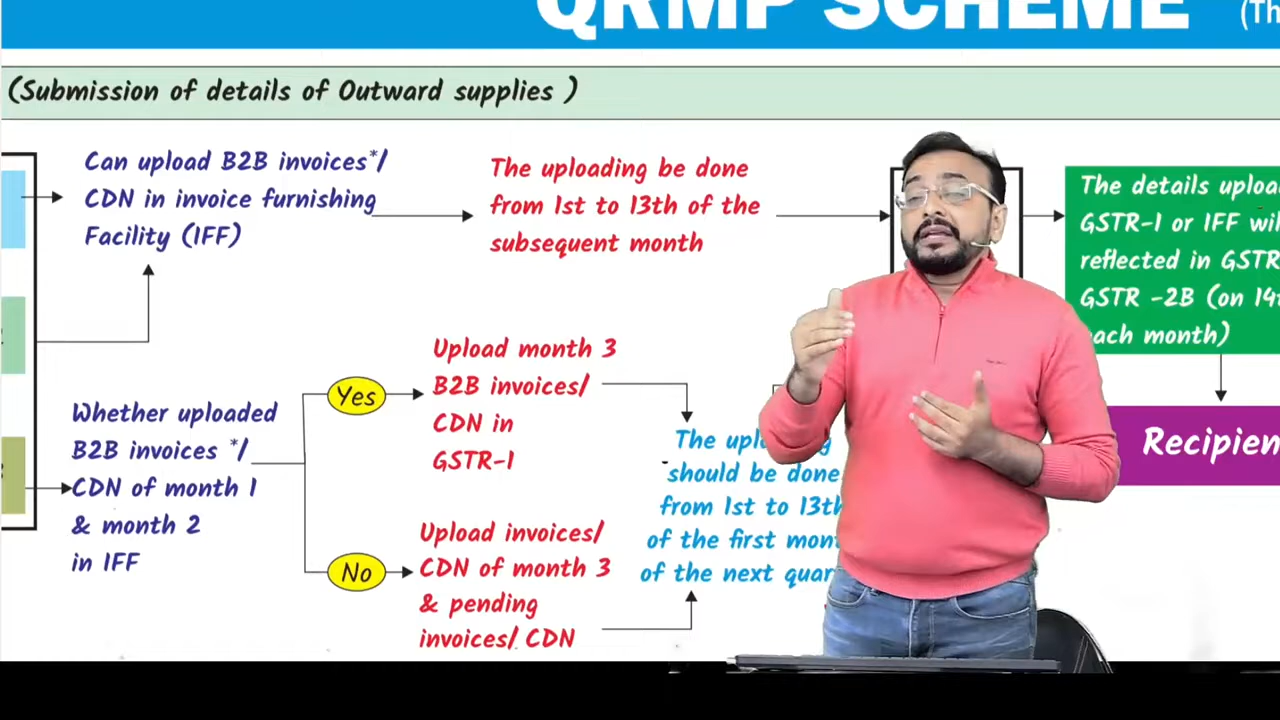 QRMP SCHEME (Th
(Submission of details of Outward supplies )
Can upload B2B invoices*/
CDN in invoice furnishing
Facility (IFF)
The uploading be done
from 1st to 13th of the
subsequent month
The details uploa
GSTR-1 or IFF wil
reflected in GSTR
GSTR -2B (on 14t
each month)
Recipien
Whether uploaded
B2B invoices */
CDN of month 1
& month 2
in IFF
Yes
Upload month 3
B2B invoices/
CDN in
GSTR-1
No
Upload invoices/
CDN of month 3
& pending
invoices/ CDN
The upl
should be done
from 1st to 13th
of the first mon
of the next quar